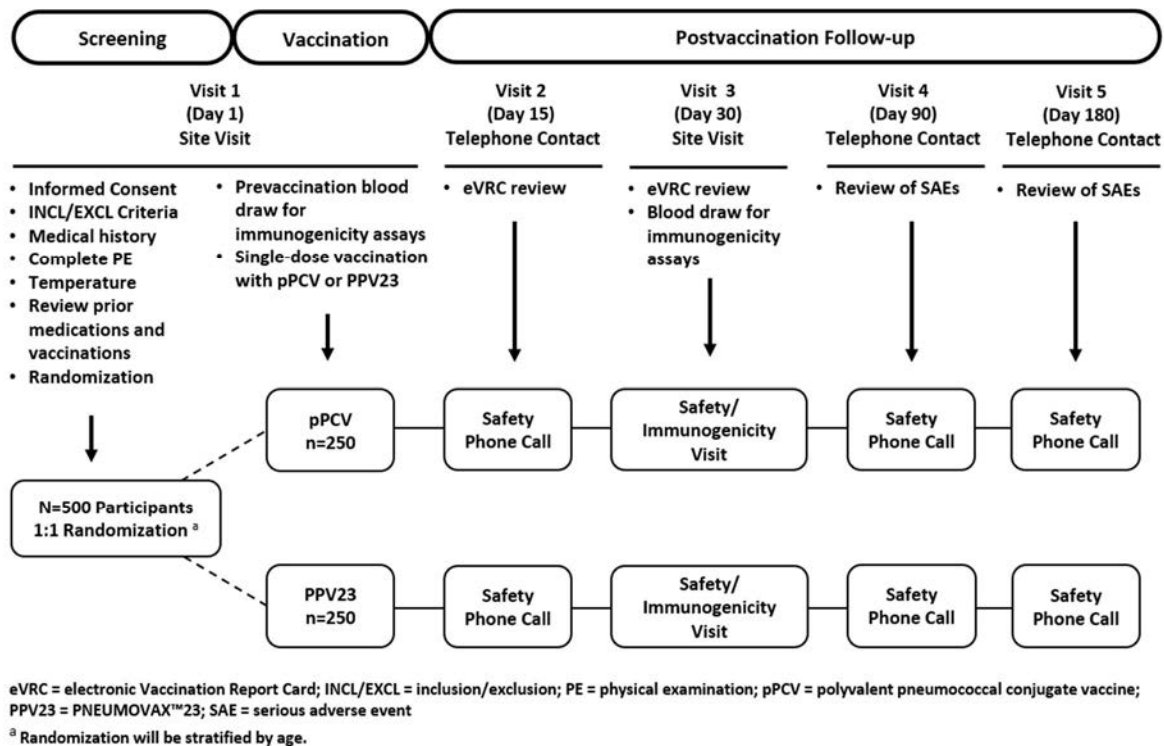 Screening
Vaccination
Postvaccination Follow-up
Visit 1
(Day 1)
Site Visit
Visit 2
(Day 15)
Telephone Contact
Visit 3
(Day 30)
Site Visit
Visit 4
(Day 90)
Telephone Contact
Visit 5
(Day 180)
Telephone Contact
• Informed Consent
• INCL/EXCL Criteria
• Medical history
• Complete PE
• Temperature
• Review prior
medications and
vaccinations
• Randomization
• Prevaccination blood
draw for
immunogenicity assays
• Single-dose vaccination
with pPCV or PPV23
• eVRC review
• eVRC review
• Blood draw for
immunogenicity
assays
• Review of SAEs
• Review of SAEs
N=500 Participants
1:1 Randomization a
pPCV
n=250
Safety
Phone Call
Safety/
Immunogenicity
Visit
Safety
Phone Call
Safety
Phone Call
PPV23
n=250
Safety
Phone Call
Safety/
Immunogenicity
Visit
Safety
Phone Call
Safety
Phone Call
eVRC = electronic Vaccination Report Card; INCL/EXCL = inclusion/exclusion; PE = physical examination; pPCV = polyvalent pneumococcal conjugate vaccine;
PPV23 = PNEUMOVAX™23; SAE = serious adverse event
a Randomization will be stratified by age.